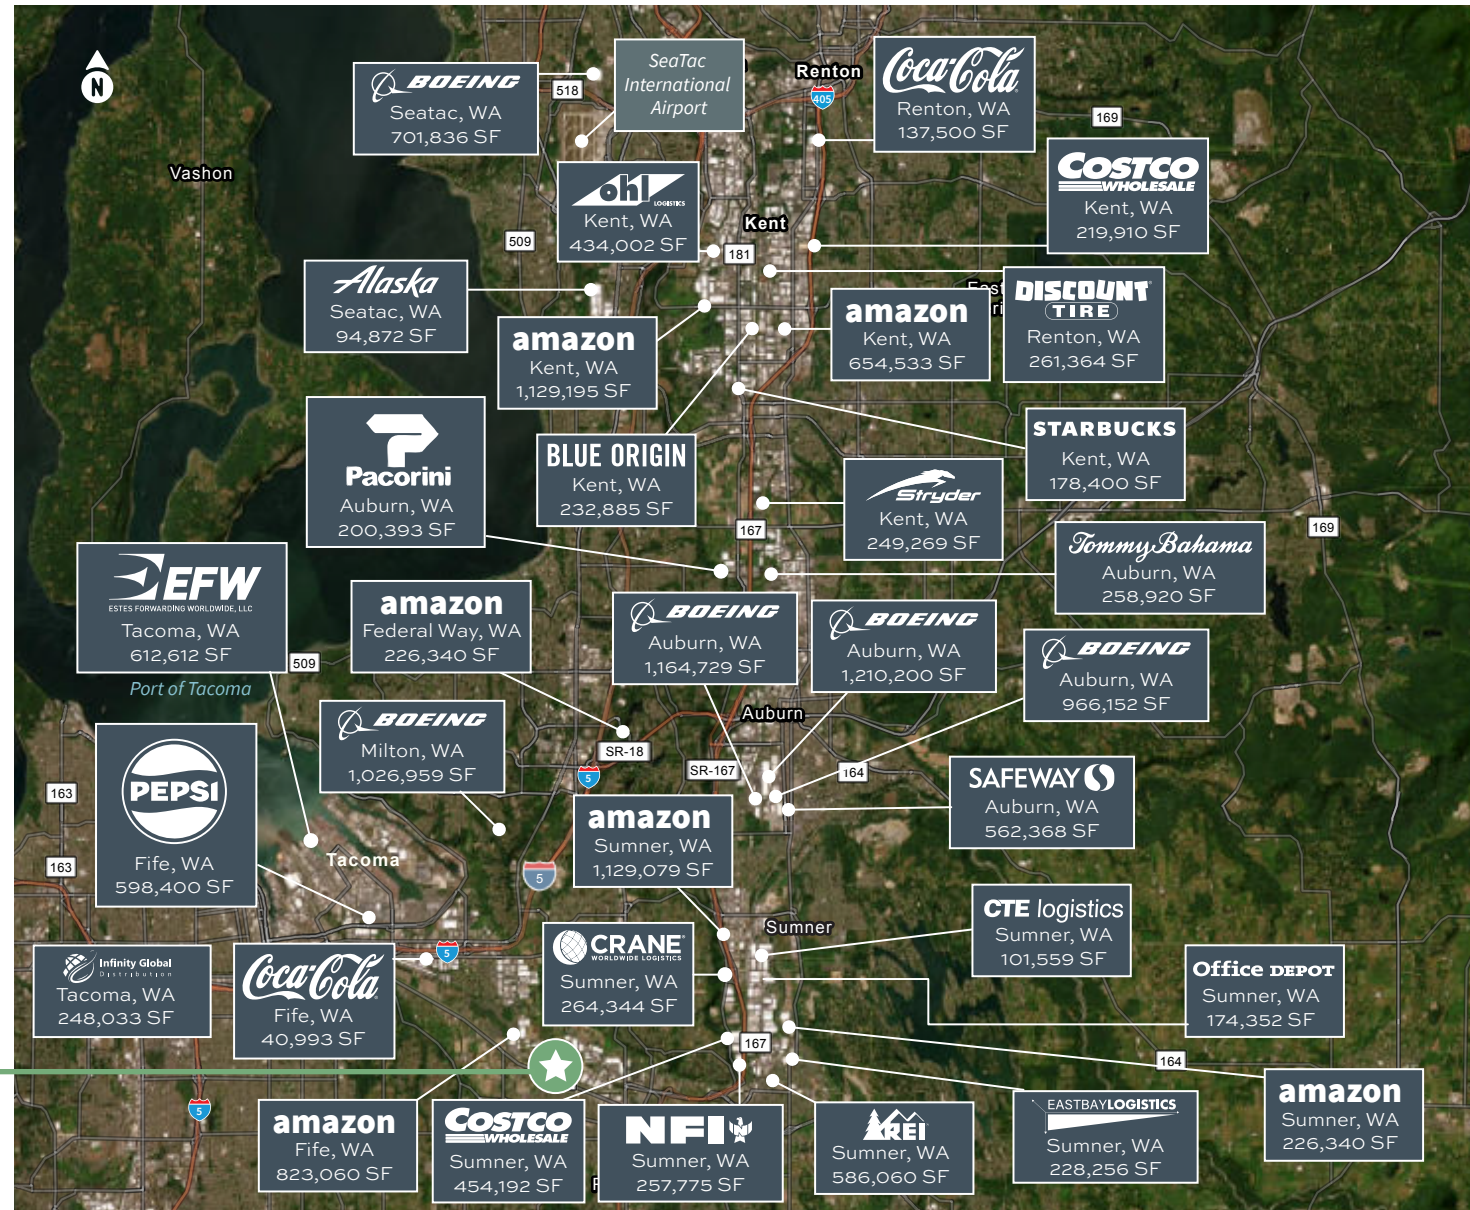 N
BOEING
Seatac, WA
701,836 SF
518
SeaTac
International
Airport
Renton
405
Coca-Cola
Renton, WA
137,500 SF
169
Vashon
ohl
LOGISTICS
Kent, WA
434,002 SF
Kent
COSTCO
WHOLESALE
Kent, WA
219,910 SF
509
181
Alaska
Seatac, WA
94,872 SF
amazon
Kent, WA
1,129,195 SF
amazon
Kent, WA
654,533 SF
East
DISCOUNT
TIRE
Renton, WA
261,364 SF
Pacorini
Auburn, WA
200,393 SF
BLUE ORIGIN
Kent, WA
232,885 SF
STARBUCKS
Kent, WA
178,400 SF
Stryder
Kent, WA
249,269 SF
167
169
Tommy Bahama
Auburn, WA
258,920 SF
EFW
ESTES FORWARDING WORLDWIDE, LLC
Tacoma, WA
612,612 SF
509
Port of Tacoma
amazon
Federal Way, WA
226,340 SF
BOEING
Auburn, WA
1,164,729 SF
BOEING
Auburn, WA
1,210,200 SF
BOEING
Auburn, WA
966,152 SF
Auburn
BOEING
Milton, WA
1,026,959 SF
SR-18
5
SR-167
164
PEPSI
Fife, WA
598,400 SF
163
163
SAFEWAY
Auburn, WA
562,368 SF
amazon
Sumner, WA
1,129,079 SF
Tacoma
5
CTE logistics
Sumner, WA
101,559 SF
Sumner
CRANE
WORLDWIDE LOGISTICS
Sumner, WA
264,344 SF
Infinity Global
Distribution
Tacoma, WA
248,033 SF
Coca-Cola
Fife, WA
40,993 SF
5
Office DEPOT
Sumner, WA
174,352 SF
167
164
5
amazon
Fife, WA
823,060 SF
COSTCO
WHOLESALE
Sumner, WA
454,192 SF
NFI
Sumner, WA
257,775 SF
REI
Sumner, WA
586,060 SF
EASTBAY LOGISTICS
Sumner, WA
228,256 SF
amazon
Sumner, WA
226,340 SF